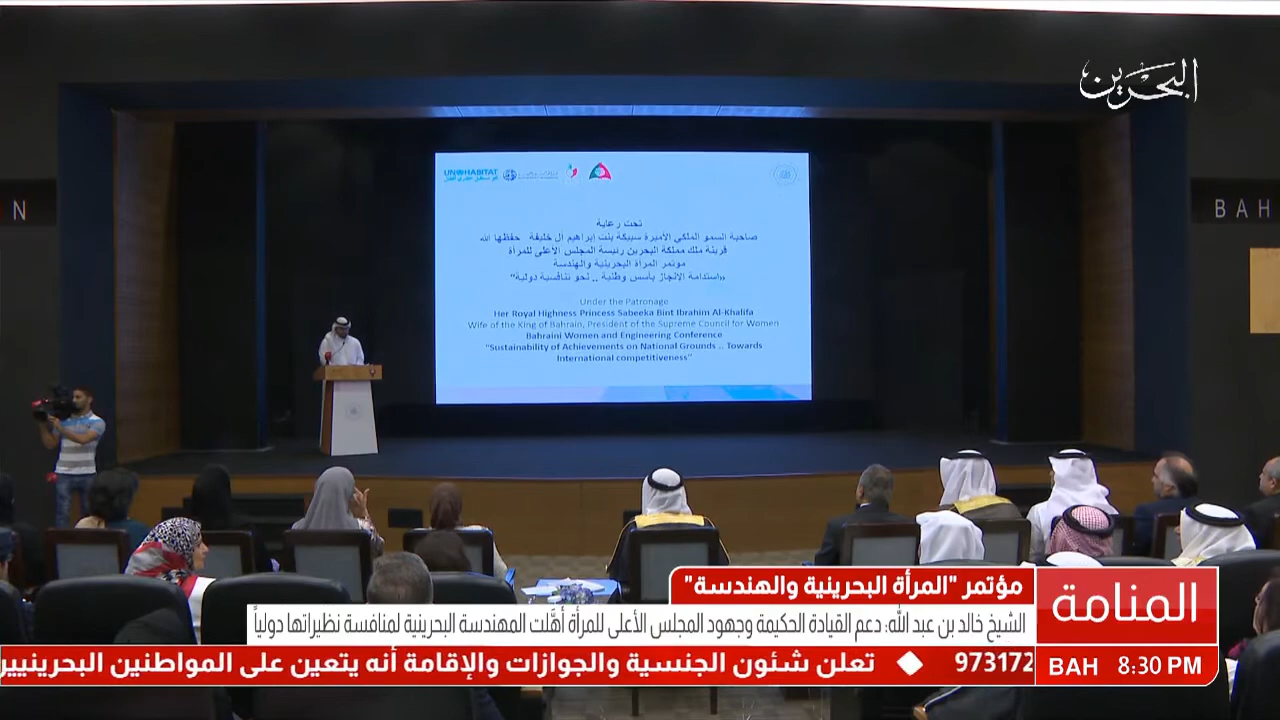 البحرين
UN HABITAT
تحت رعاية
صاحبة السمو الملكي الأميرة سبيكة بنت إبراهيم آل خليفة حفظها الله
قرينة ملك مملكة البحرين رئيسة المجلس الأعلى للمرأة
مؤتمر المرأة البحرينية والهندسة
"استدامة الإنجاز بأسس وطنية .. نحو تنافسية دولية"
Under the Patronage
Her Royal Highness Princess Sabeeka Bint Ibrahim Al-Khalifa
Wife of the King of Bahrain, President of the Supreme Council for Women
Bahraini Women and Engineering Conference
"Sustainability of Achievements on National Grounds .. Towards
International competitiveness"
N
BAH
مؤتمر "المرأة البحرينية والهندسة"
المنامة
الشيخ خالد بن عبد الله: دعم القيادة الحكيمة وجهود المجلس الأعلى للمرأة أهَّلت المهندسة البحرينية لمنافسة نظيراتها دولياً
973172 ◆ تعلن شئون الجنسية والجوازات والإقامة أنه يتعين على المواطنين البحرينيين
BAH 8:30 PM